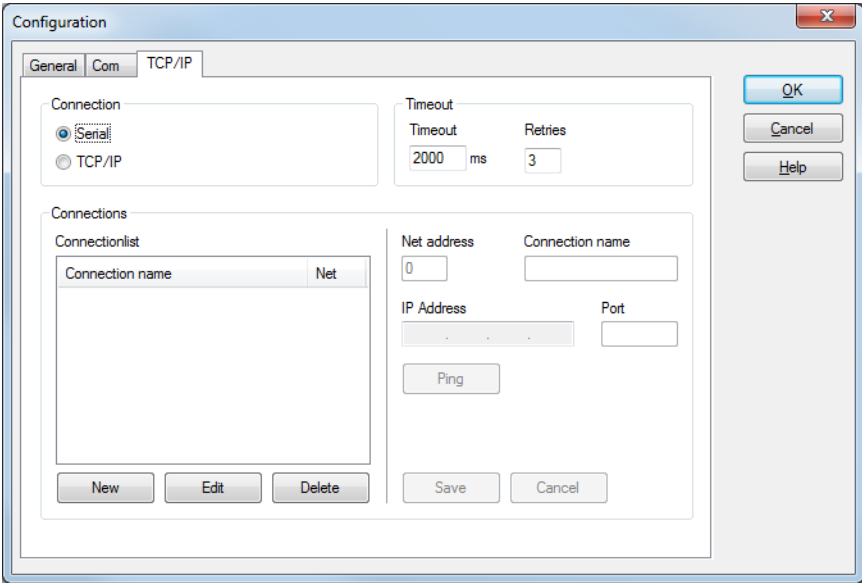 Configuration
General Com TCP/IP
Connection
Serial
TCP/IP
Timeout
Timeout Retries
2000 ms 3
OK
Cancel
Help
Connections
Connectionlist
Connection name Net
Net address Connection name
0
IP Address Port
. . .
Ping
New Edit Delete
Save Cancel